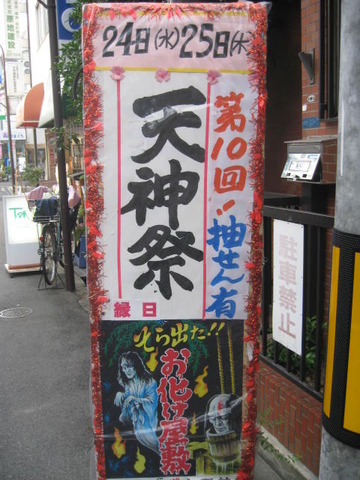 24日(水)25日(木)
天神祭
第10回!!
抽せん有
縁日
そら出た!!
お化け屋敷
駐車禁止